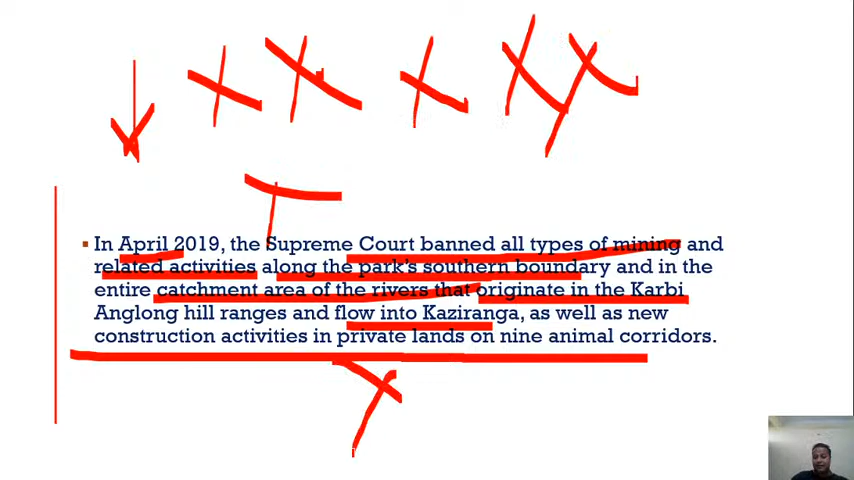 In April 2019, the Supreme Court banned all types of mining and
related activities along the park's southern boundary and in the
entire catchment area of the rivers that originate in the Karbi
Anglong hill ranges and flow into Kaziranga, as well as new
construction activities in private lands on nine animal corridors.